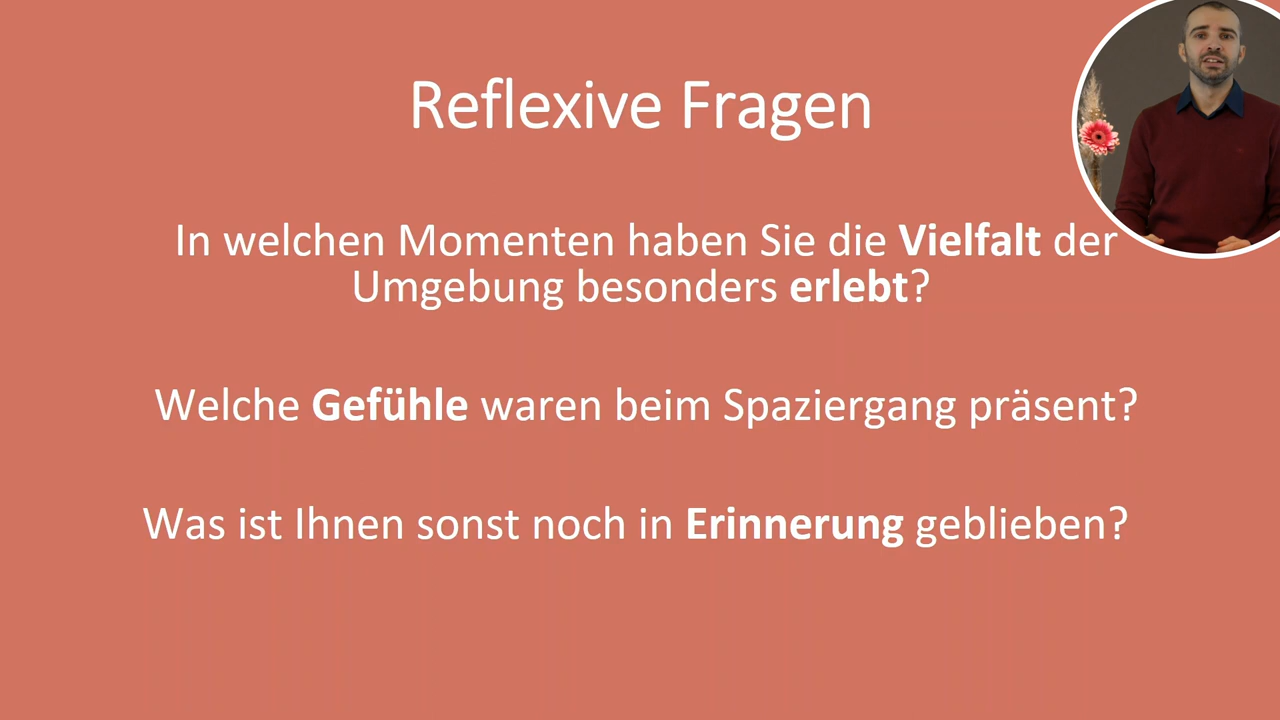 Reflexive Fragen
In welchen Momenten haben Sie die Vielfalt der
Umgebung besonders erlebt?
Welche Gefühle waren beim Spaziergang präsent?
Was ist Ihnen sonst noch in Erinnerung geblieben?